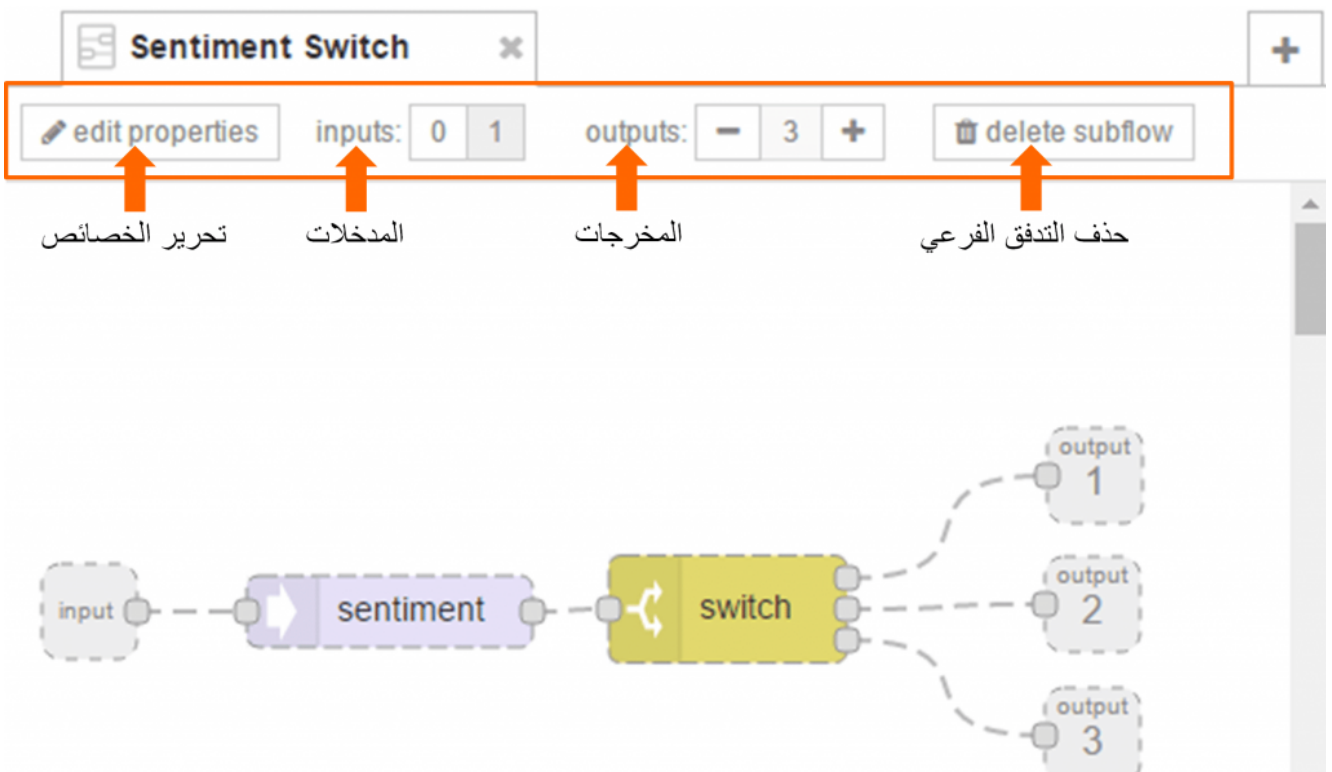 Sentiment Switch
edit properties inputs: 0 1 outputs: 3 delete subflow
تحرير الخصائص
المدخلات
المخرجات
حذف التدفق الفرعي
output
1
input
sentiment
switch
output
2
output
3